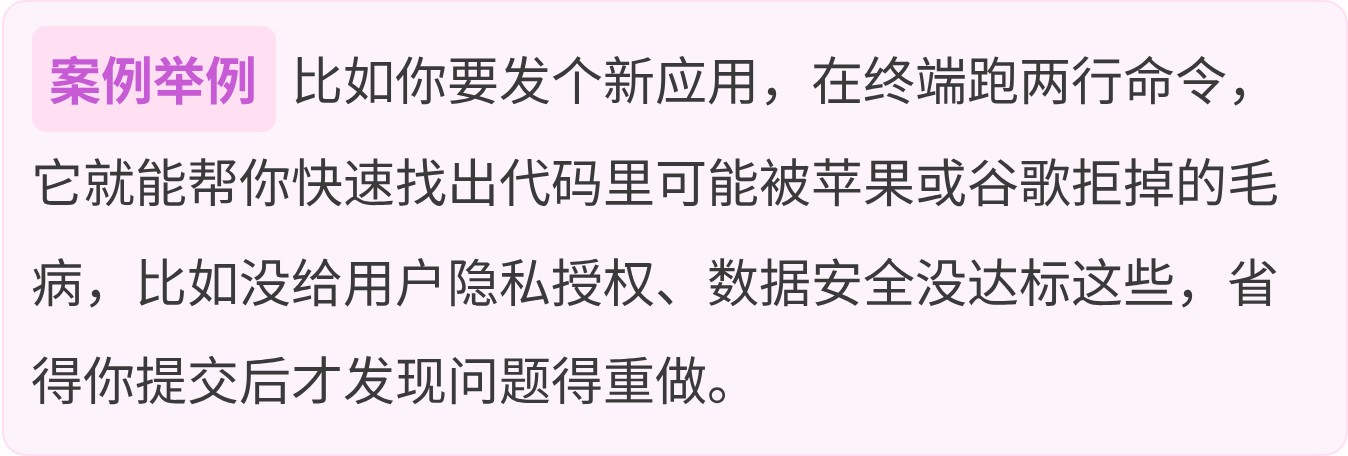 案例举例 比如你要发个新应用，在终端跑两行命令，
它就能帮你快速找出代码里可能被苹果或谷歌拒掉的毛
病，比如没给用户隐私授权、数据安全没达标这些，省
得你提交后才发现问题得重做。